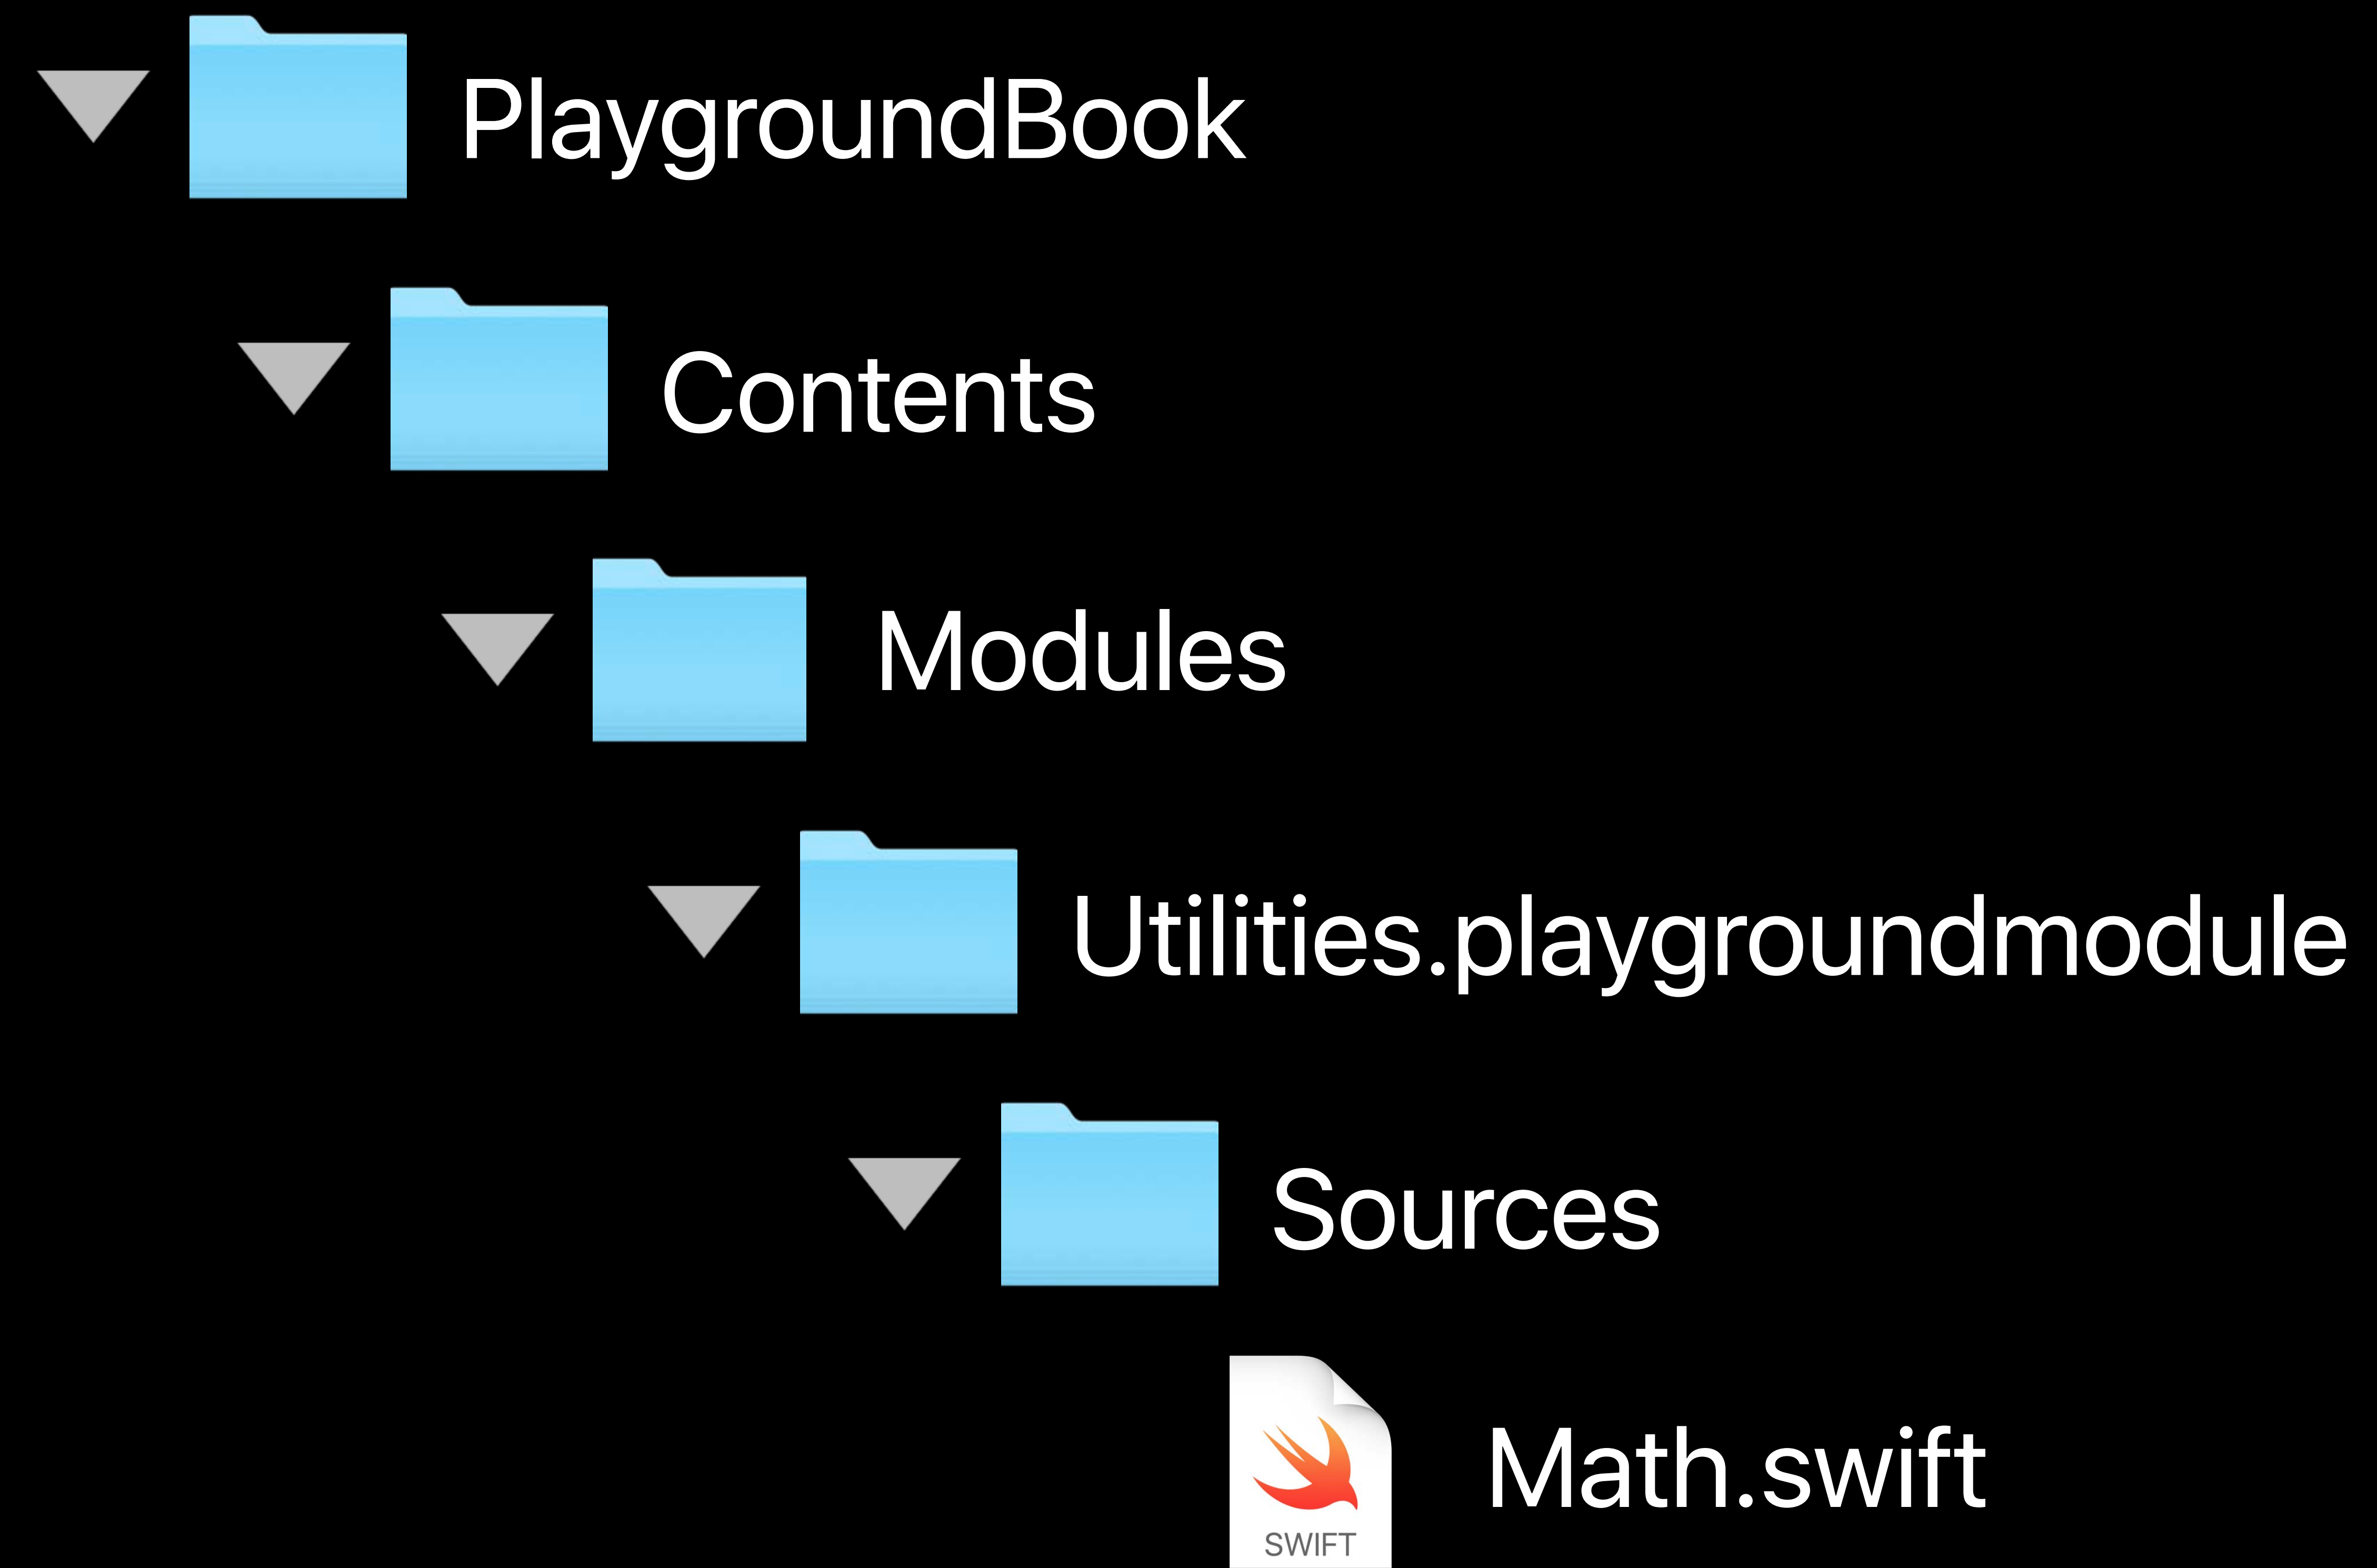 PlaygroundBook
Contents
Modules
Utilities.playgroundmodule
Sources
Math.swift
SWIFT